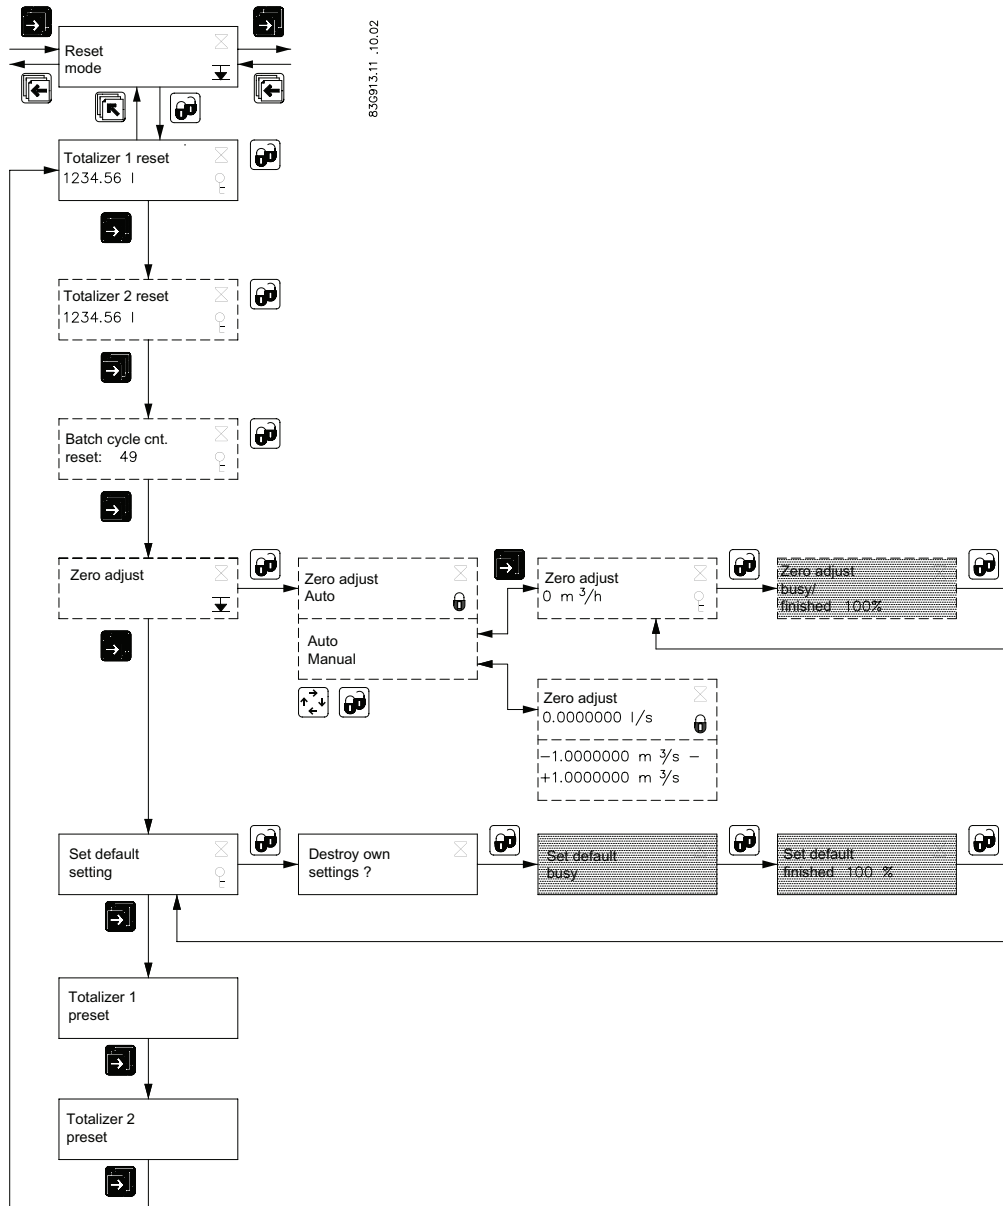 Reset
mode
83G913.11 .10.02
Totalizer 1 reset
1234.56 l
Totalizer 2 reset
1234.56 l
Batch cycle cnt.
reset: 49
Zero adjust
Zero adjust
Auto
Auto
Manual
Zero adjust
0 m³/h
Zero adjust
busy/
finished 100%
Zero adjust
0.0000000 l/s
−1.0000000 m³/s −
+1.0000000 m³/s
Set default
setting
Destroy own
settings ?
Set default
busy
Set default
finished 100 %
Totalizer 1
preset
Totalizer 2
preset